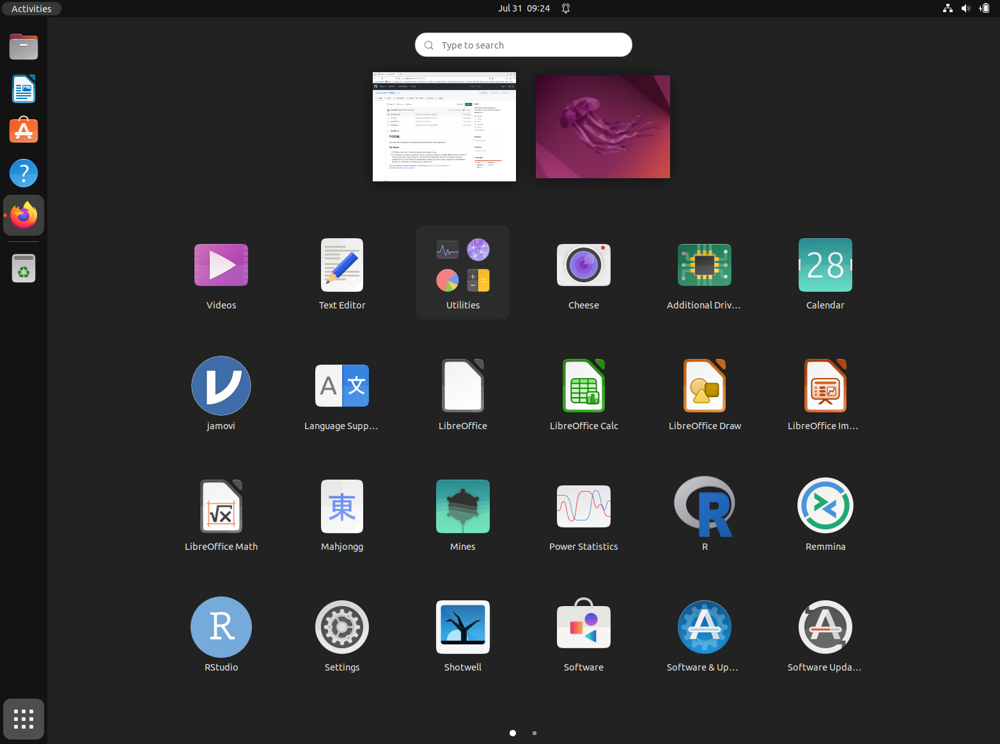 Activities
Jul 31 09:24
Type to search
FOSSIL
Contents
Videos
Text Editor
Utilities
Cheese
Additional Driv…
28
Calendar
jamovi
A 文
Language Supp…
LibreOffice
LibreOffice Calc
LibreOffice Draw
LibreOffice Im…
√x
LibreOffice Math
東
Mahjongg
Mines
Power Statistics
R
R
Remmina
R
RStudio
Settings
Shotwell
Software
Software & Up…
Software Upda…